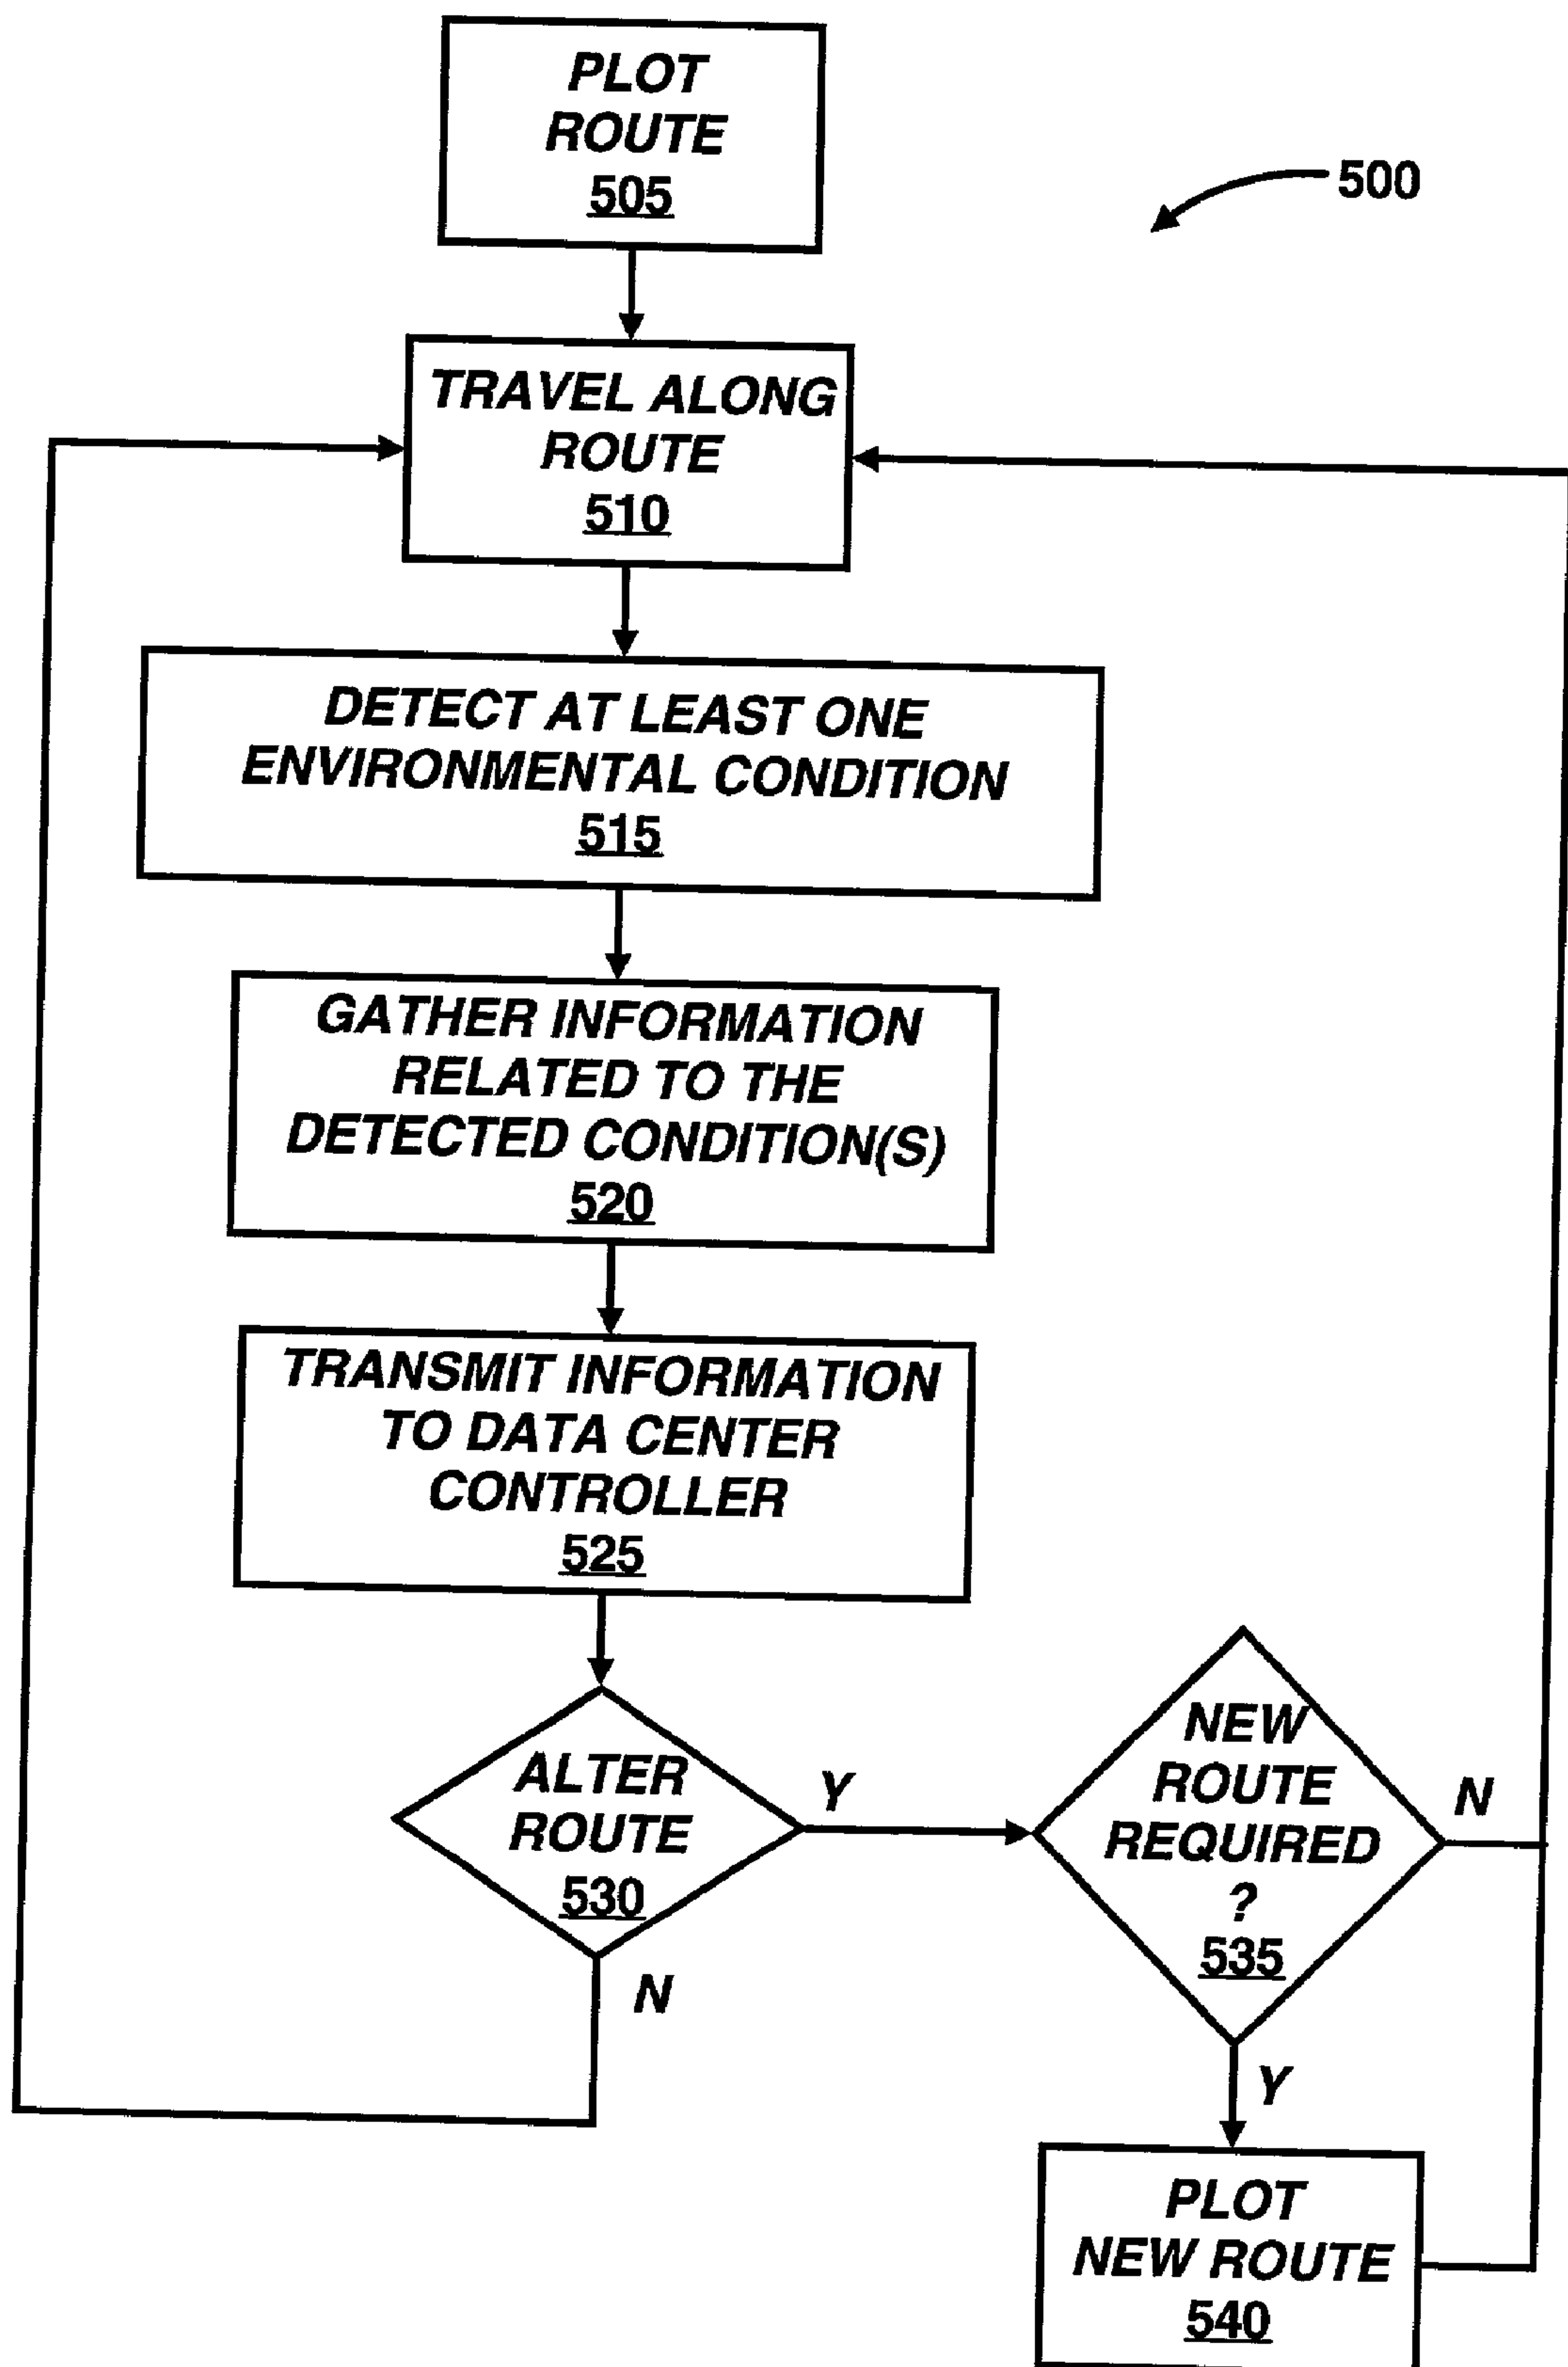 PLOT
ROUTE
505
500
TRAVEL ALONG
ROUTE
510
DETECT AT LEAST ONE
ENVIRONMENTAL CONDITION
515
GATHER INFORMATION
RELATED TO THE
DETECTED CONDITION(S)
520
TRANSMIT INFORMATION
TO DATA CENTER
CONTROLLER
525
ALTER
ROUTE
530
Y
N
NEW
ROUTE
REQUIRED
?
535
N
Y
PLOT
NEW ROUTE
540